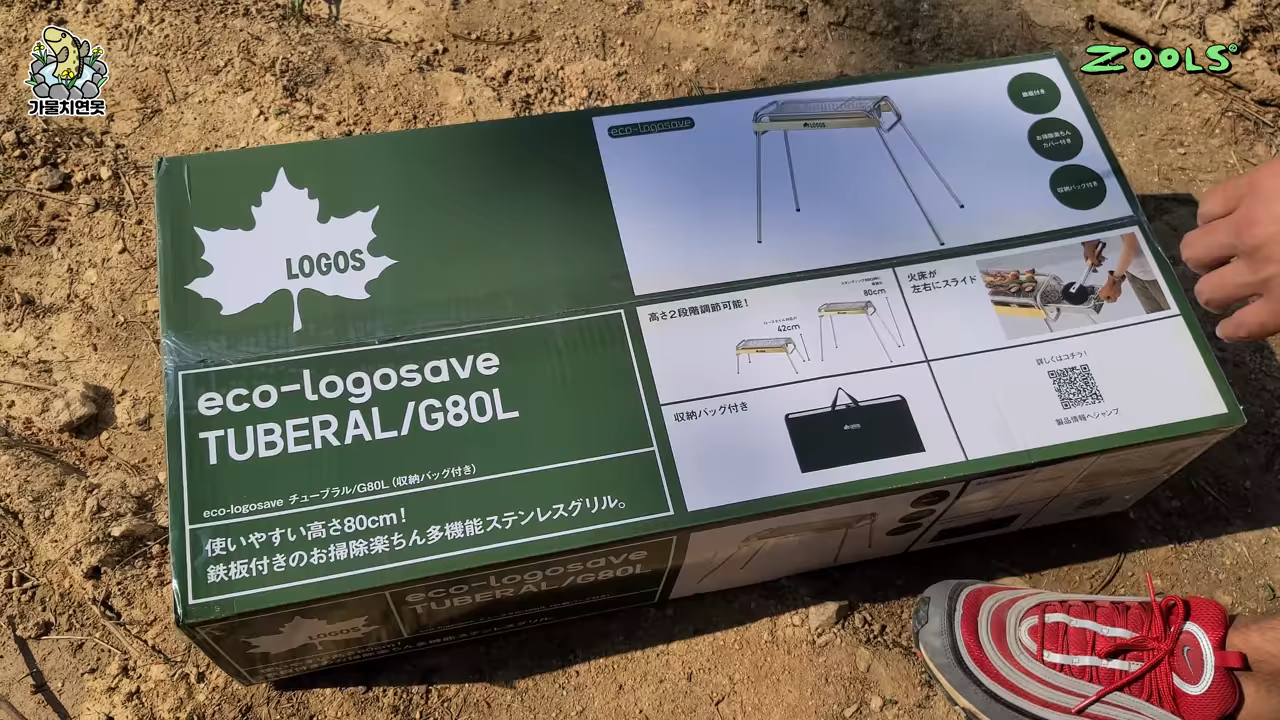 가물치연못
ZOOLS
LOGOS
eco-logosave
TUBERAL/G80L
eco-logosave チューブラル/G80L (収納バッグ付き)
使いやすい高さ80cm!
鉄板付きのお掃除楽ちん多機能ステンレスグリル。
eco-logosave
LOGOS
鉄板付き
お掃除楽ちん
カバー付き
収納バッグ付き
高さ2段階調節可能!
42cm
80cm
火床が
左右にスライド
収納バッグ付き
詳しくはコチラ!
製品情報へジャンプ
eco-logosave
TUBERAL/G80L
LOGOS